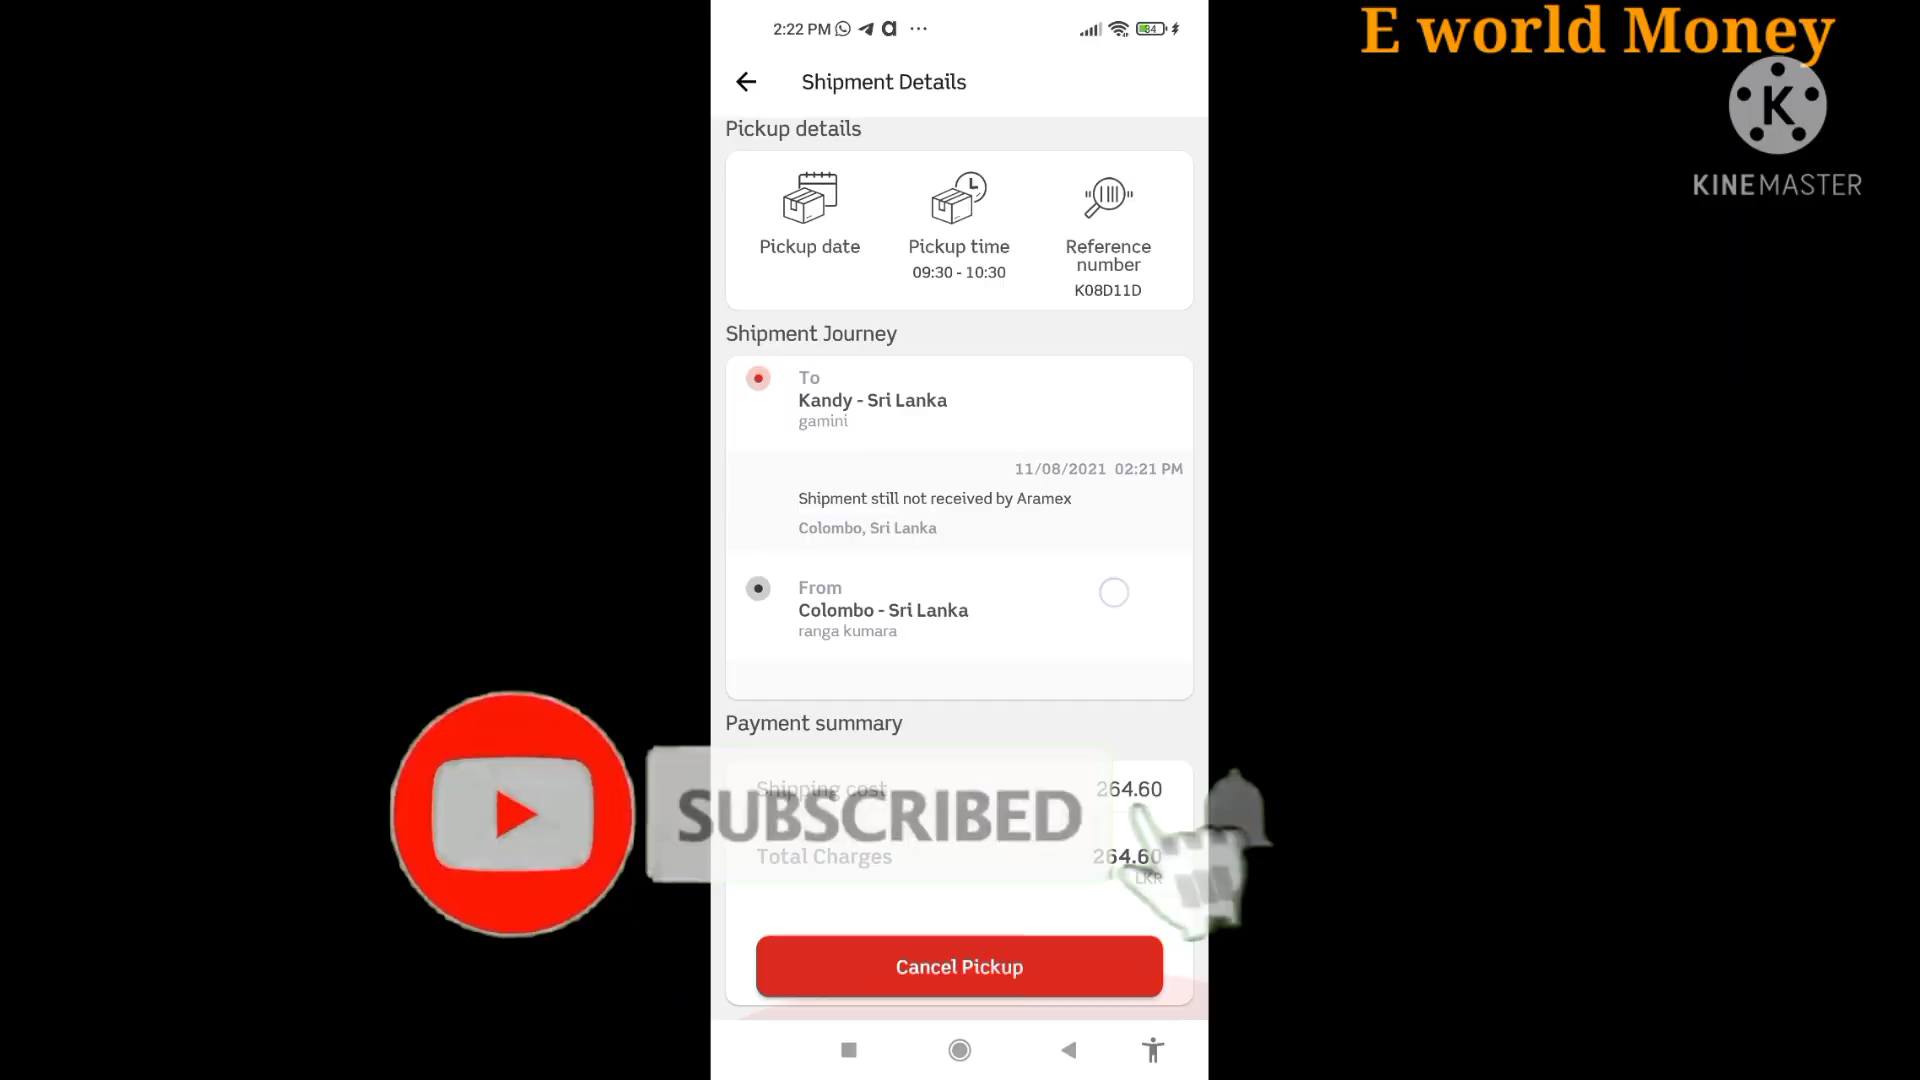 E world Money
K
KINEMASTER
2:22 PM
84
Shipment Details
Pickup details
Pickup date
Pickup time
09:30 - 10:30
Reference
number
K08D11D
Shipment Journey
To
Kandy - Sri Lanka
gamini
11/08/2021 02:21 PM
Shipment still not received by Aramex
Colombo, Sri Lanka
From
Colombo - Sri Lanka
ranga kumara
Payment summary
Shipping cost 264.60
SUBSCRIBED
Total Charges 264.60
LKR
Cancel Pickup